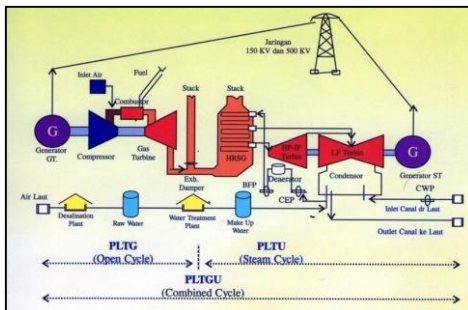 Jaringan
150 KV dan 500 KV
Fuel
Inlet Air
Combustor
Stack
Stack
G
Generator
GT.
Compressor
Gas
Turbine
Exh.
Damper
HRSG
HP-IP
Turbin
LP Turbin
G
Generator ST
Deaerator
Condensor
BFP
CEP
CWP
Inlet Canal dr Laut
Outlet Canal ke Laut
Air Laut
Desalination
Plant
Raw Water
Water Treatment
Plant
Make Up
Water
PLTG
(Open Cycle)
PLTU
(Steam Cycle)
PLTGU
(Combined Cycle)